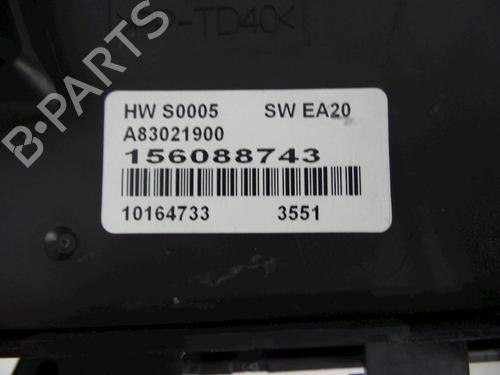 -TD40<
HW S0005 SW EA20
A83021900
156088743
10164733 3551
B-PARTS